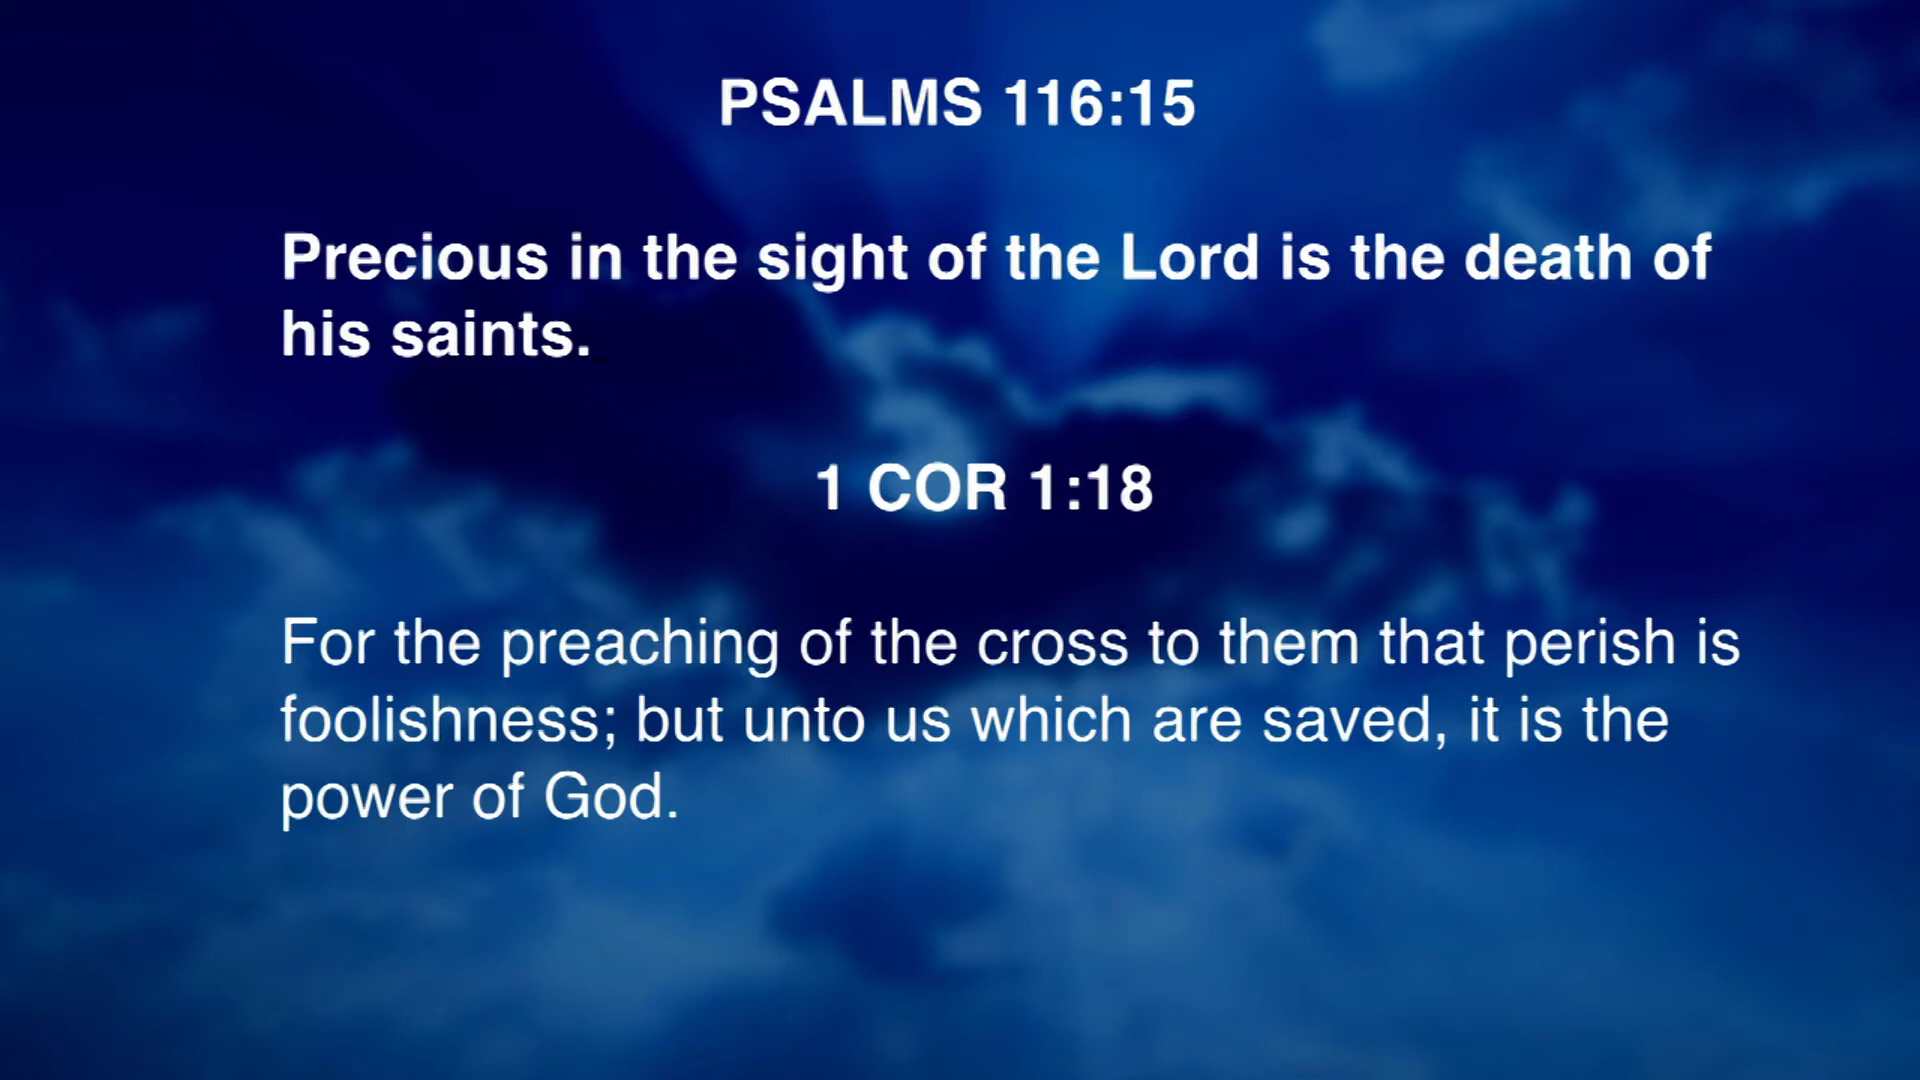 PSALMS 116:15
Precious in the sight of the Lord is the death of
his saints.
1 COR 1:18
For the preaching of the cross to them that perish is
foolishness; but unto us which are saved, it is the
power of God.